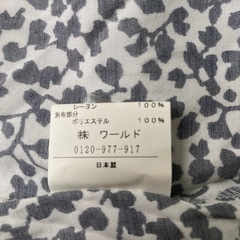 レーヨン 100%
別布部分
ポリエステル 100%
㈱ ワールド
0120-977-917
日本製